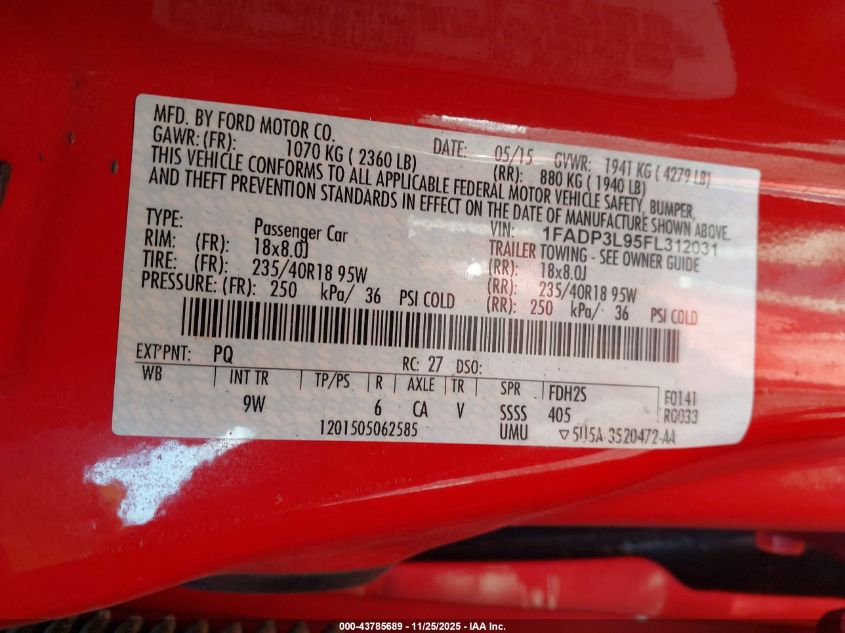 MFD. BY FORD MOTOR CO. DATE: 05/15 GVWR: 1941 KG ( 4279 LB)
GAWR: (FR): 1070 KG ( 2360 LB) (RR): 880 KG ( 1940 LB)
THIS VEHICLE CONFORMS TO ALL APPLICABLE FEDERAL MOTOR VEHICLE SAFETY, BUMPER,
AND THEFT PREVENTION STANDARDS IN EFFECT ON THE DATE OF MANUFACTURE SHOWN ABOVE.
VIN: 1FADP3L95FL312031
TYPE: Passenger Car TRAILER TOWING - SEE OWNER GUIDE
RIM: (FR): 18x8.0J (RR): 18x8.0J
TIRE: (FR): 235/40R18 95W (RR): 235/40R18 95W
PRESSURE: (FR): 250 kPa/ 36 PSI COLD (RR): 250 kPa/ 36 PSI COLD
EXT PNT: PQ RC: 27 DSO:
WB INT TR TP/PS R AXLE TR SPR FDH2S F0141
9W 6 CA V SSSS 405 R0033
1201505062585 UMU ▽ 5U5A-3520472-AA
000-43785689 - 11/25/2025 - IAA Inc.